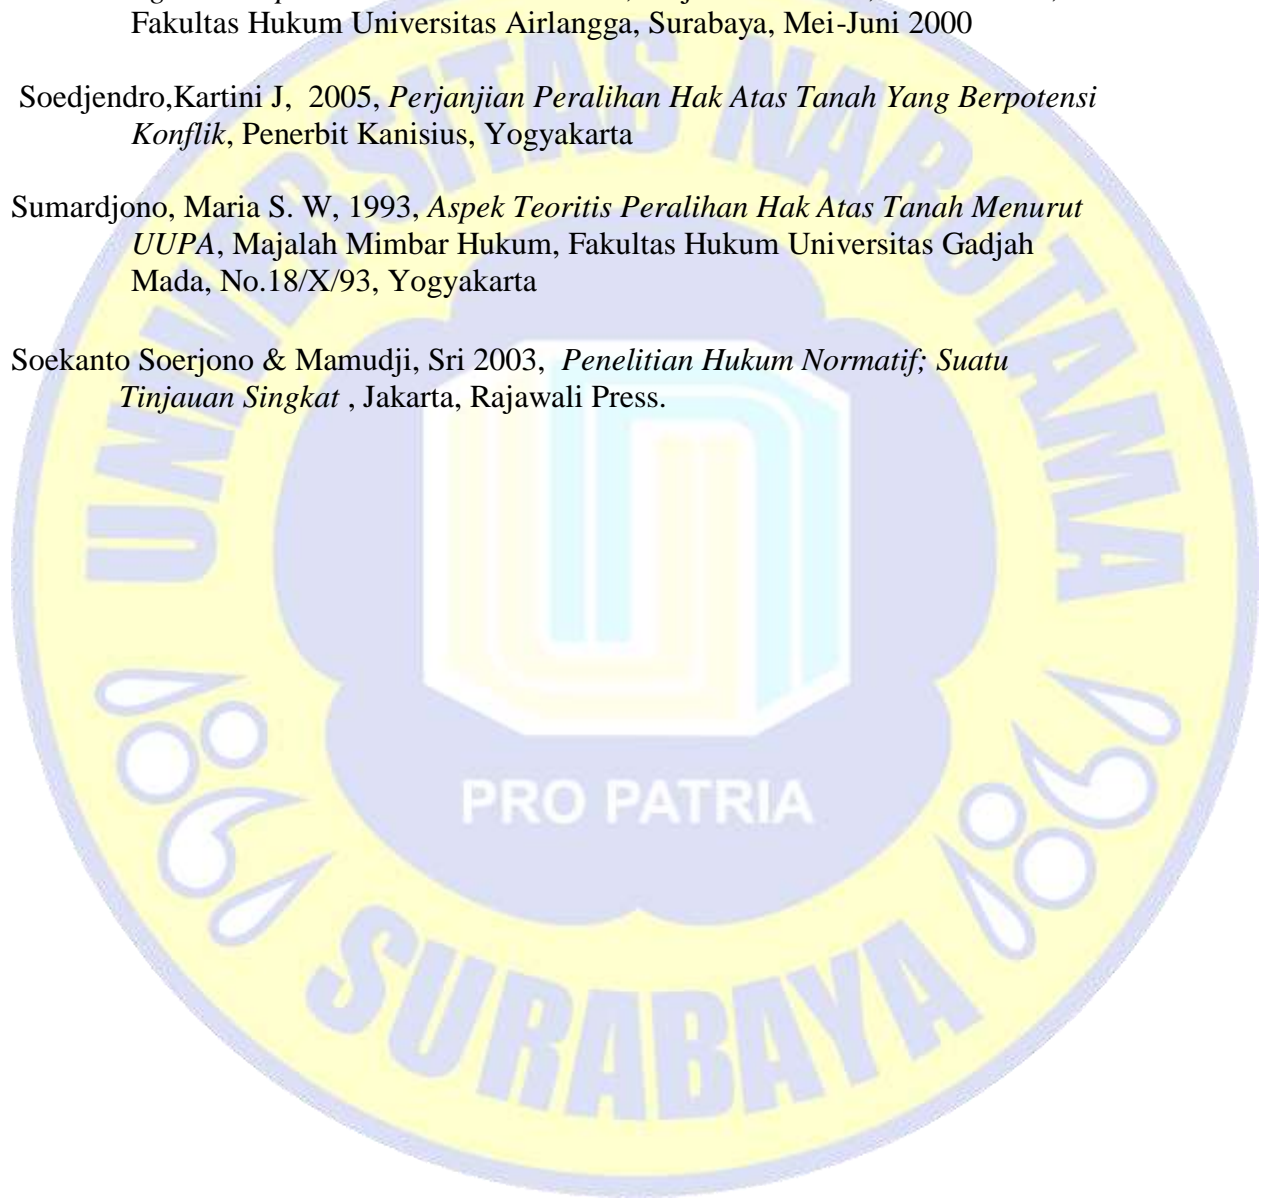 Fakultas Hukum Universitas Airlangga, Surabaya, Mei-Juni 2000
Soedjendro,Kartini J, 2005, Perjanjian Peralihan Hak Atas Tanah Yang Berpotensi
Konflik, Penerbit Kanisius, Yogyakarta
Sumardjono, Maria S. W, 1993, Aspek Teoritis Peralihan Hak Atas Tanah Menurut
UUPA, Majalah Mimbar Hukum, Fakultas Hukum Universitas Gadjah
Mada, No.18/X/93, Yogyakarta
Soekanto Soerjono & Mamudji, Sri 2003, Penelitian Hukum Normatif; Suatu
Tinjauan Singkat , Jakarta, Rajawali Press.
UNIVERSITAS NAROTAMA
PRO PATRIA
1981
SURABAYA